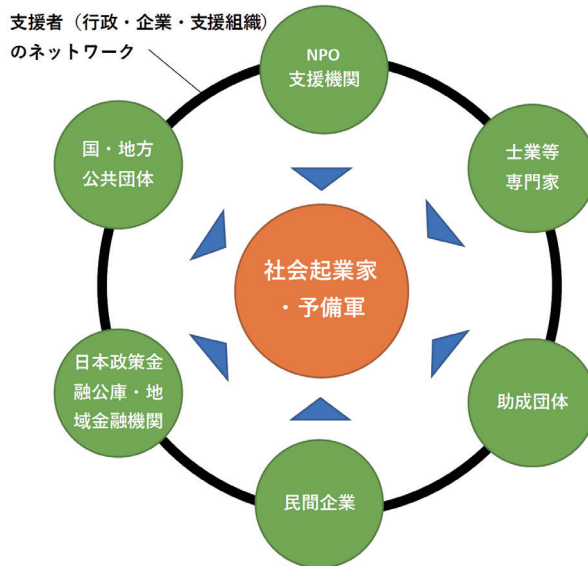 支援者（行政・企業・支援組織）
のネットワーク
NPO
支援機関
国・地方
公共団体
士業等
専門家
社会起業家
・予備軍
日本政策金
融公庫・地
域金融機関
助成団体
民間企業